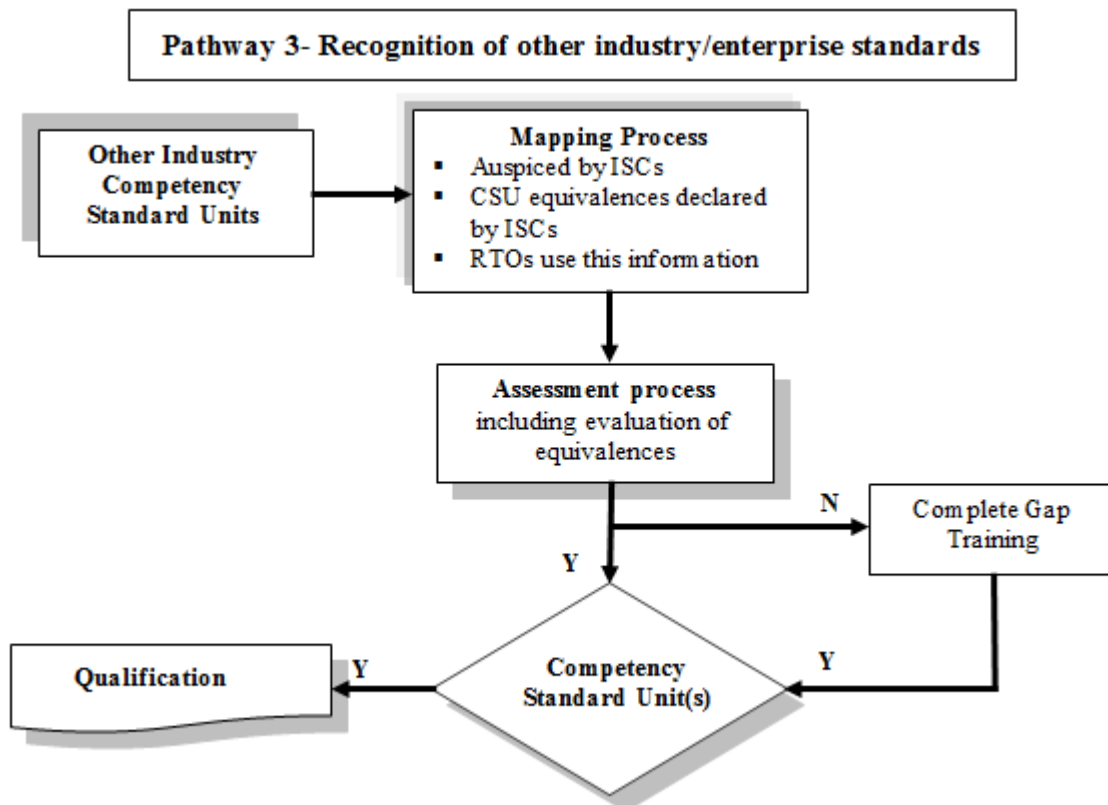 Pathway 3- Recognition of other industry/enterprise standards
Other Industry
Competency
Standard Units
Mapping Process
▪ Auspiced by ISCs
▪ CSU equivalences declared
by ISCs
▪ RTOs use this information
Assessment process
including evaluation of
equivalences
N
Complete Gap
Training
Y
Competency
Standard Unit(s)
Y
Y
Qualification